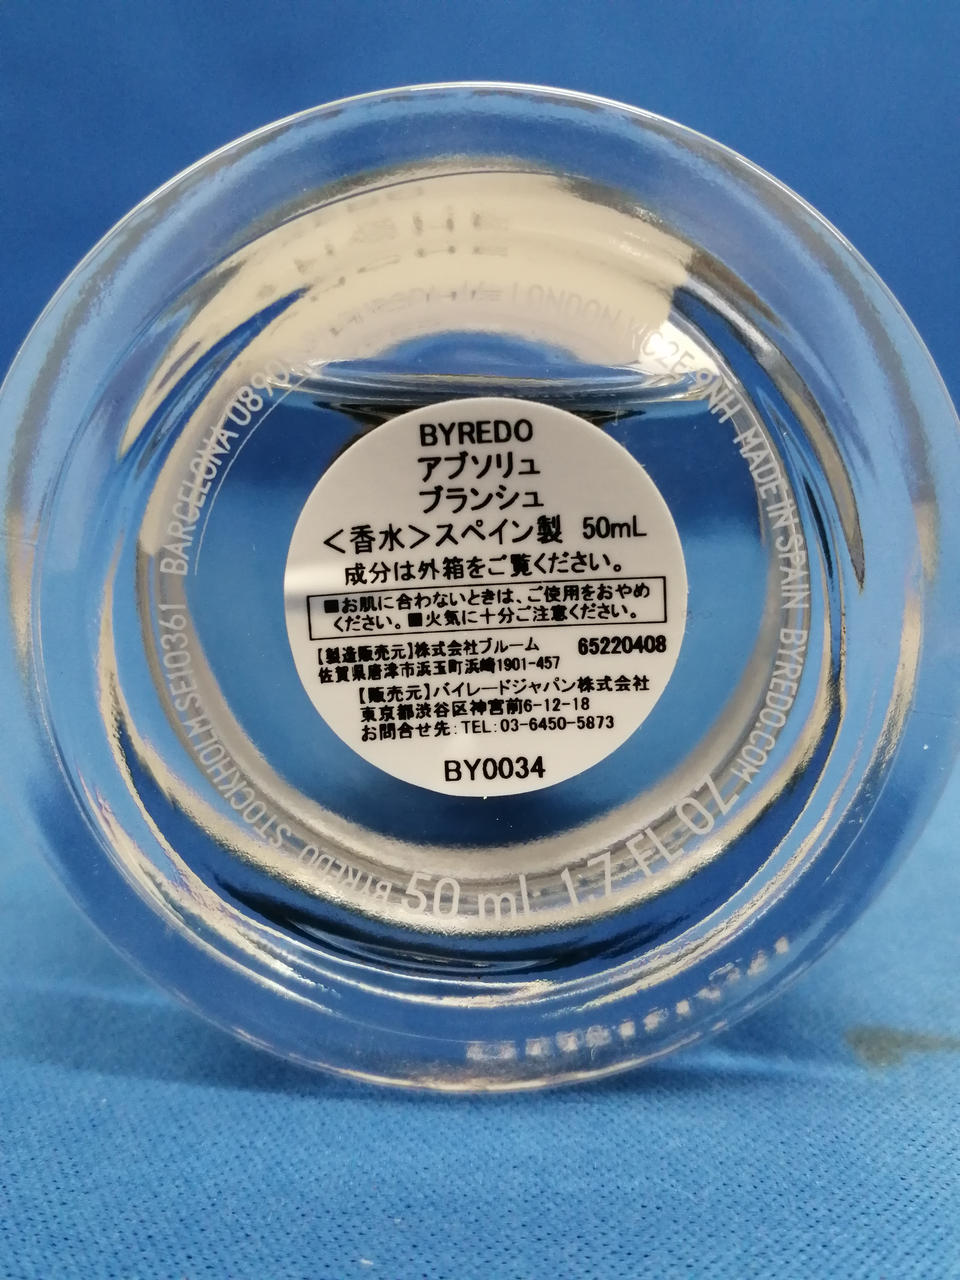 BYREDO
アブソリュ
ブランシュ
＜香水＞スペイン製 50mL
成分は外箱をご覧ください。
■お肌に合わないときは、ご使用をおやめ
ください。■火気に十分ご注意ください。
【製造販売元】株式会社ブルーム 65220408
佐賀県唐津市浜玉町浜崎1901-457
【販売元】バイレードジャパン株式会社
東京都渋谷区神宮前6-12-18
お問合せ先：TEL：03-6450-5873
BY0034
50 ml 1.7 FL OZ
BYREDO STOCKHOLM SE10361 BARCELONA LONDON WC2E 9NH MADE IN SPAIN BYREDO.COM